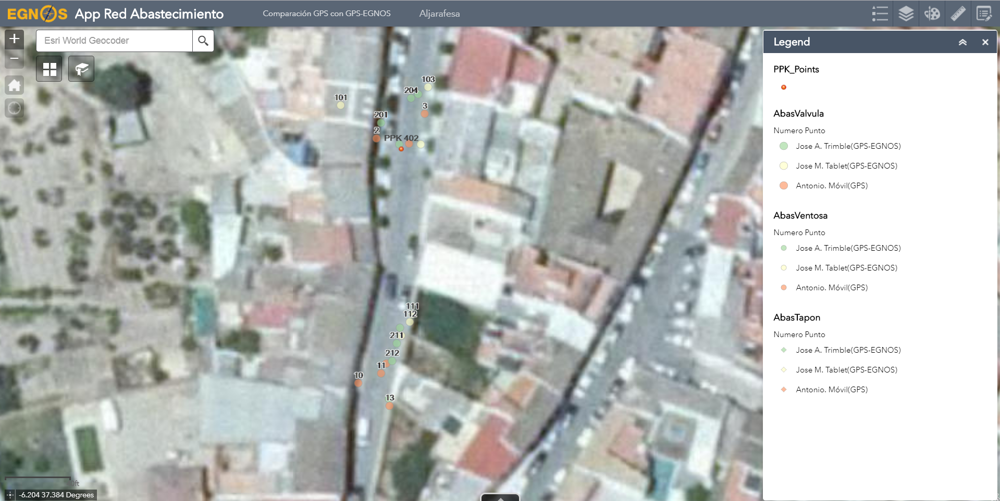 EGNOS App Red Abastecimiento Comparación GPS con GPS-EGNOS Aljarafesa
Esri World Geocoder
Legend
PPK_Points
AbasValvula
Numero Punto
Jose A. Trimble(GPS-EGNOS)
Jose M. Tablet(GPS-EGNOS)
Antonio. Móvil(GPS)
AbasVentosa
Numero Punto
Jose A. Trimble(GPS-EGNOS)
Jose M. Tablet(GPS-EGNOS)
Antonio. Móvil(GPS)
AbasTapon
Numero Punto
Jose A. Trimble(GPS-EGNOS)
Jose M. Tablet(GPS-EGNOS)
Antonio. Móvil(GPS)
103
204
101
3
201
2
PPK 402
111
112
211
212
11
10
13
-6.204 37.384 Degrees